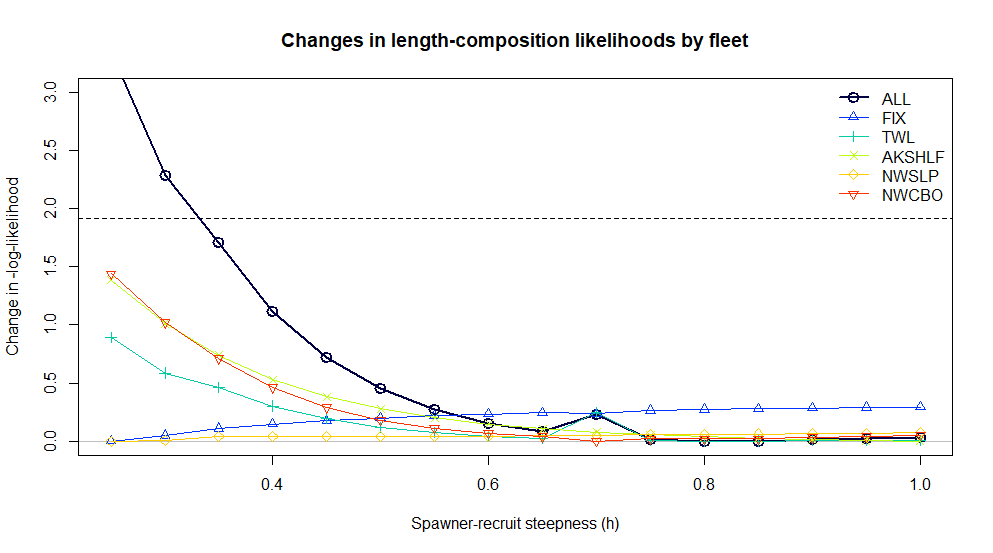 Changes in length-composition likelihoods by fleet
Change in -log-likelihood
3.0
2.5
2.0
1.5
1.0
0.5
0.0
ALL
FIX
TWL
AKSHLF
NWSLP
NWCBO
0.4 0.6 0.8 1.0
Spawner-recruit steepness (h)